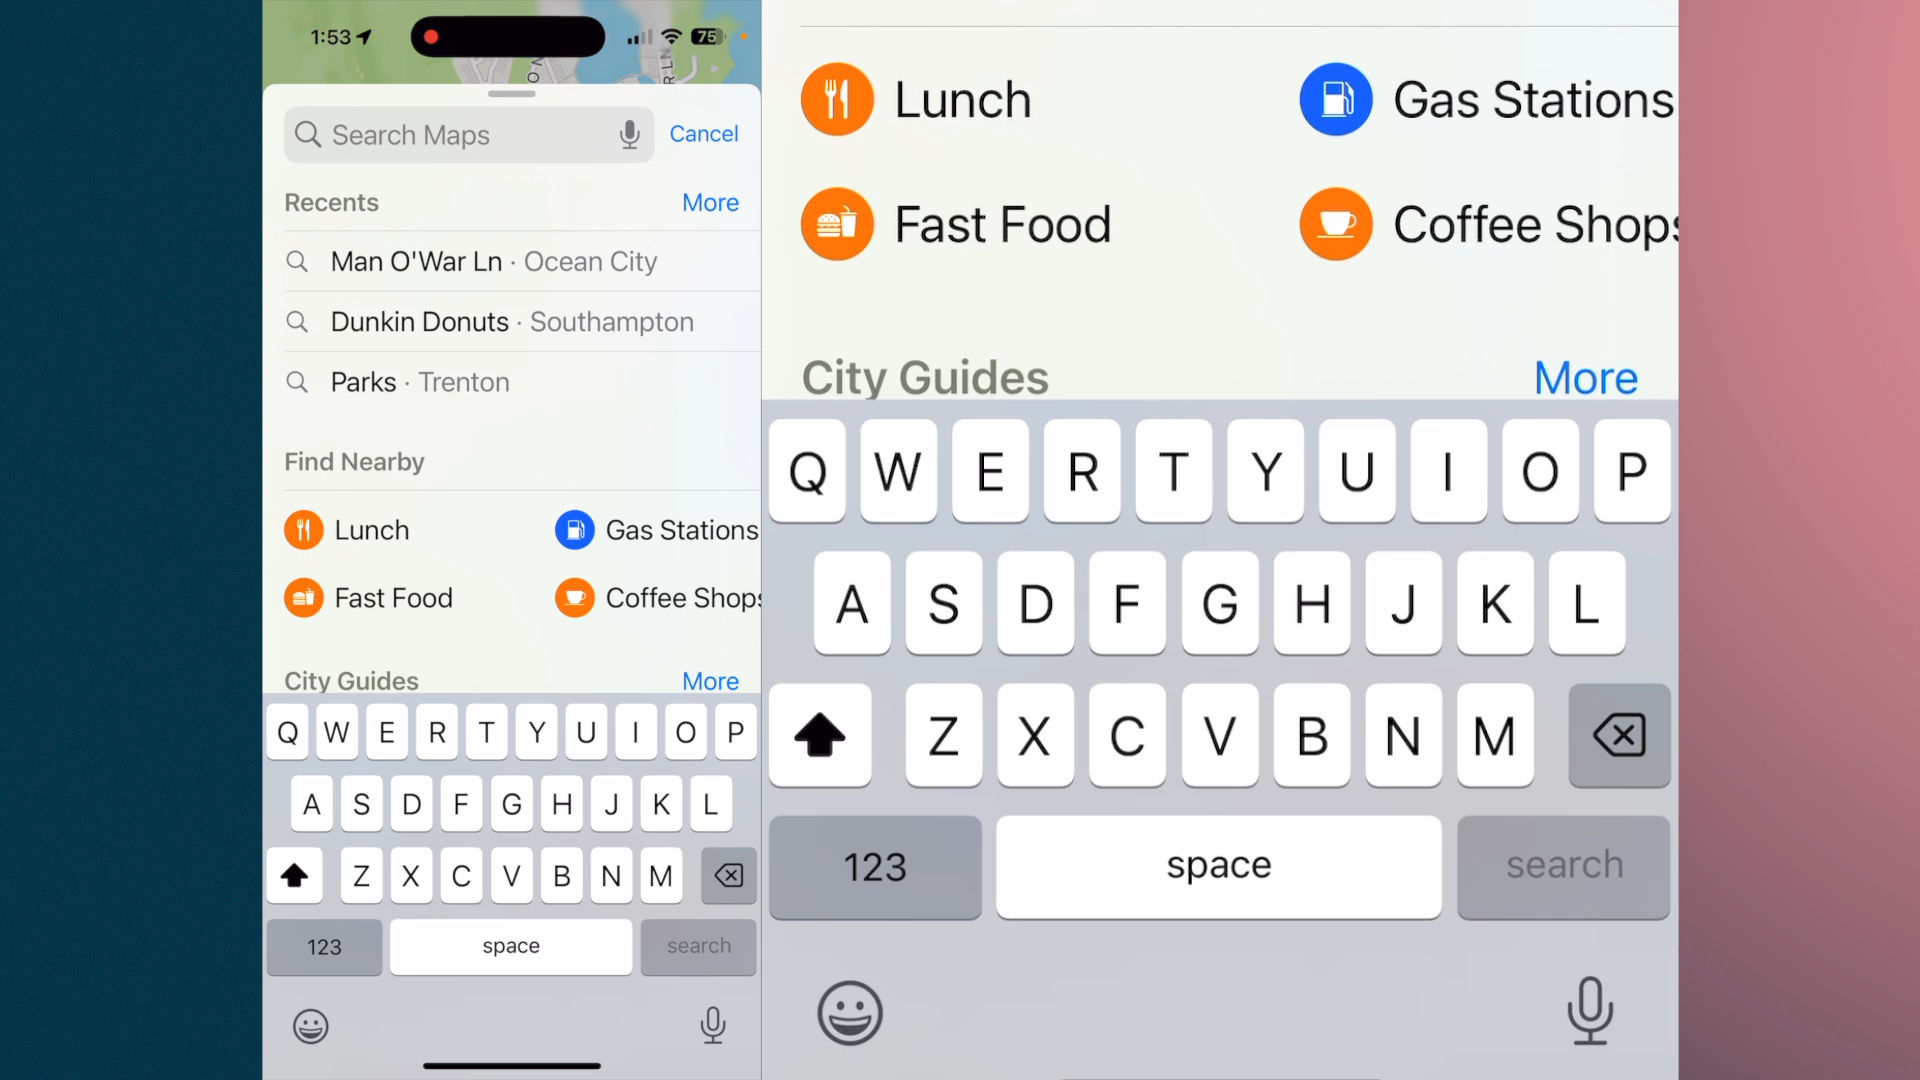 1:53
75
O
R LN
Search Maps
Cancel
Recents
More
Man O'War Ln · Ocean City
Dunkin Donuts · Southampton
Parks · Trenton
Find Nearby
Lunch
Gas Stations
Fast Food
Coffee Shops
City Guides
More
Q W E R T Y U I O P
A S D F G H J K L
Z X C V B N M
123
space
search
Lunch
Gas Stations
Fast Food
Coffee Shops
City Guides
More
Q W E R T Y U I O P
A S D F G H J K L
Z X C V B N M
123
space
search